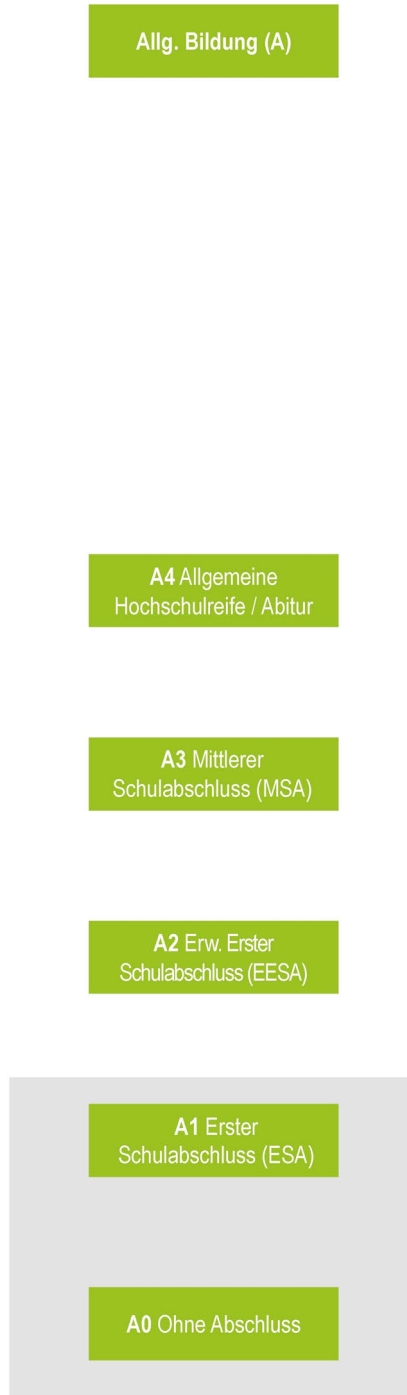 Allg. Bildung (A)
A4 Allgemeine
Hochschulreife / Abitur
A3 Mittlerer
Schulabschluss (MSA)
A2 Erw. Erster
Schulabschluss (EESA)
A1 Erster
Schulabschluss (ESA)
A0 Ohne Abschluss